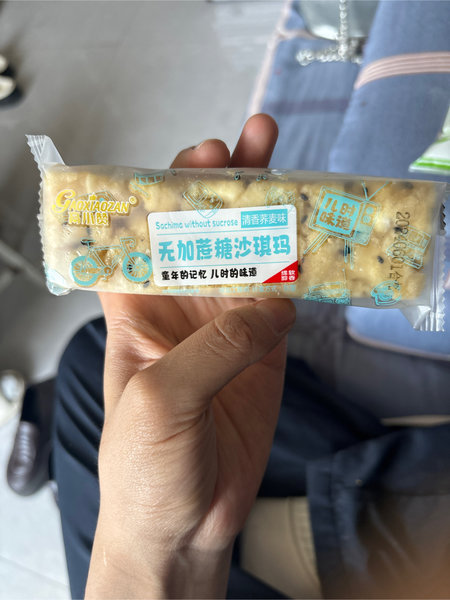 GAOXIAOZAN®
高小赞
Sachima without sucrose
清香荞麦味
无加蔗糖沙琪玛
童年的记忆 儿时的味道
儿时
味道